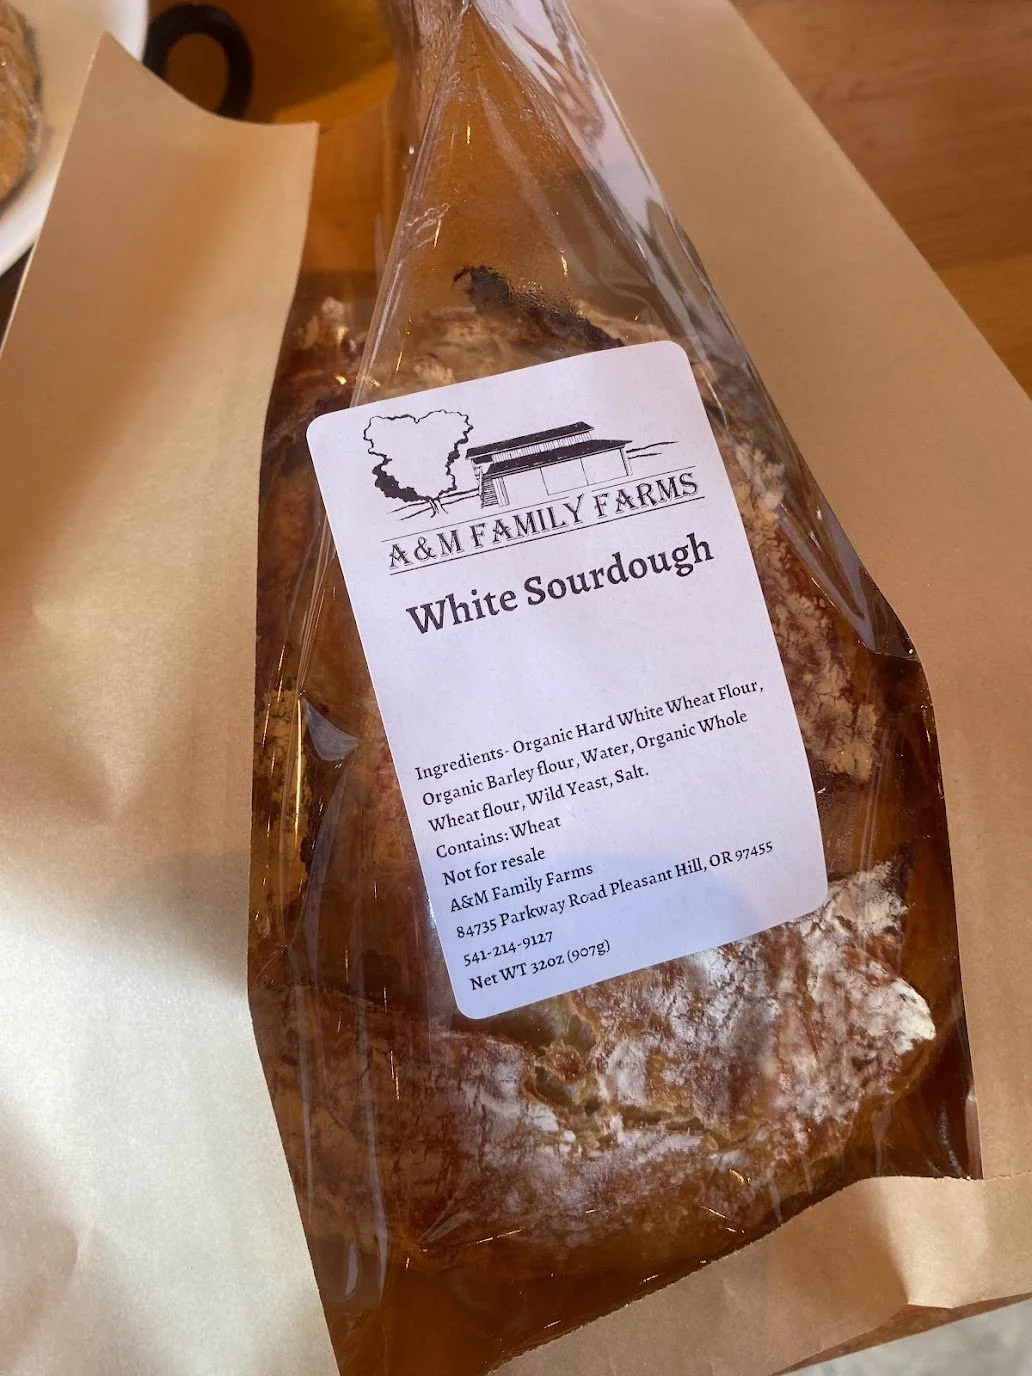 A&M FAMILY FARMS
White Sourdough
Ingredients- Organic Hard White Wheat Flour,
Organic Barley flour, Water, Organic Whole
Wheat flour, Wild Yeast, Salt.
Contains: Wheat
Not for resale
A&M Family Farms
84735 Parkway Road Pleasant Hill, OR 97455
541-214-9127
Net WT 32oz (907g)